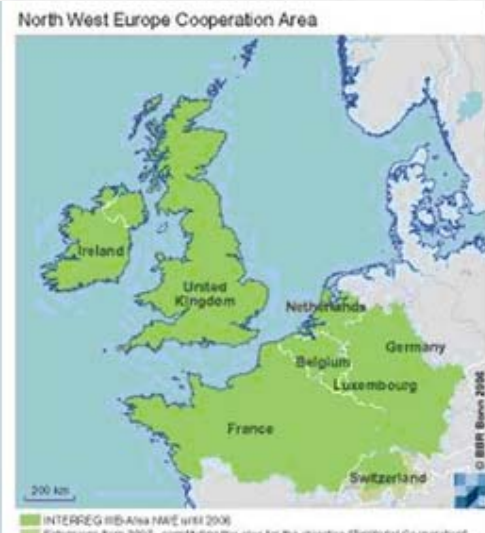 North West Europe Cooperation Area
Ireland
United
Kingdom
Netherlands
Germany
Belgium
Luxembourg
France
Switzerland
200 km
© BBR Bonn 2006
INTERREG IIIB-Area NWE until 2006